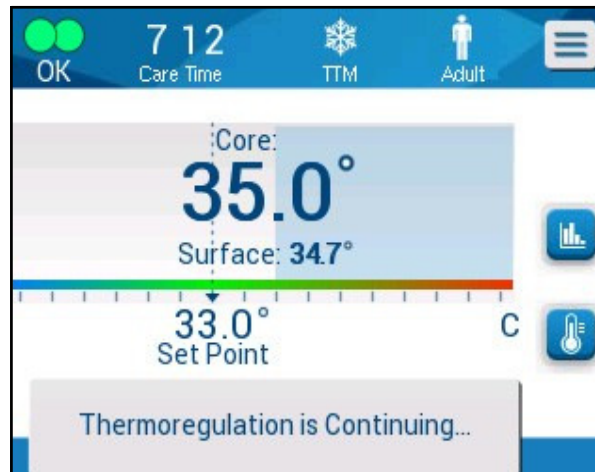 7 12
OK
Care Time
TTM
Adult
Core:
35.0°
Surface: 34.7°
33.0°
C
Set Point
Thermoregulation is Continuing...